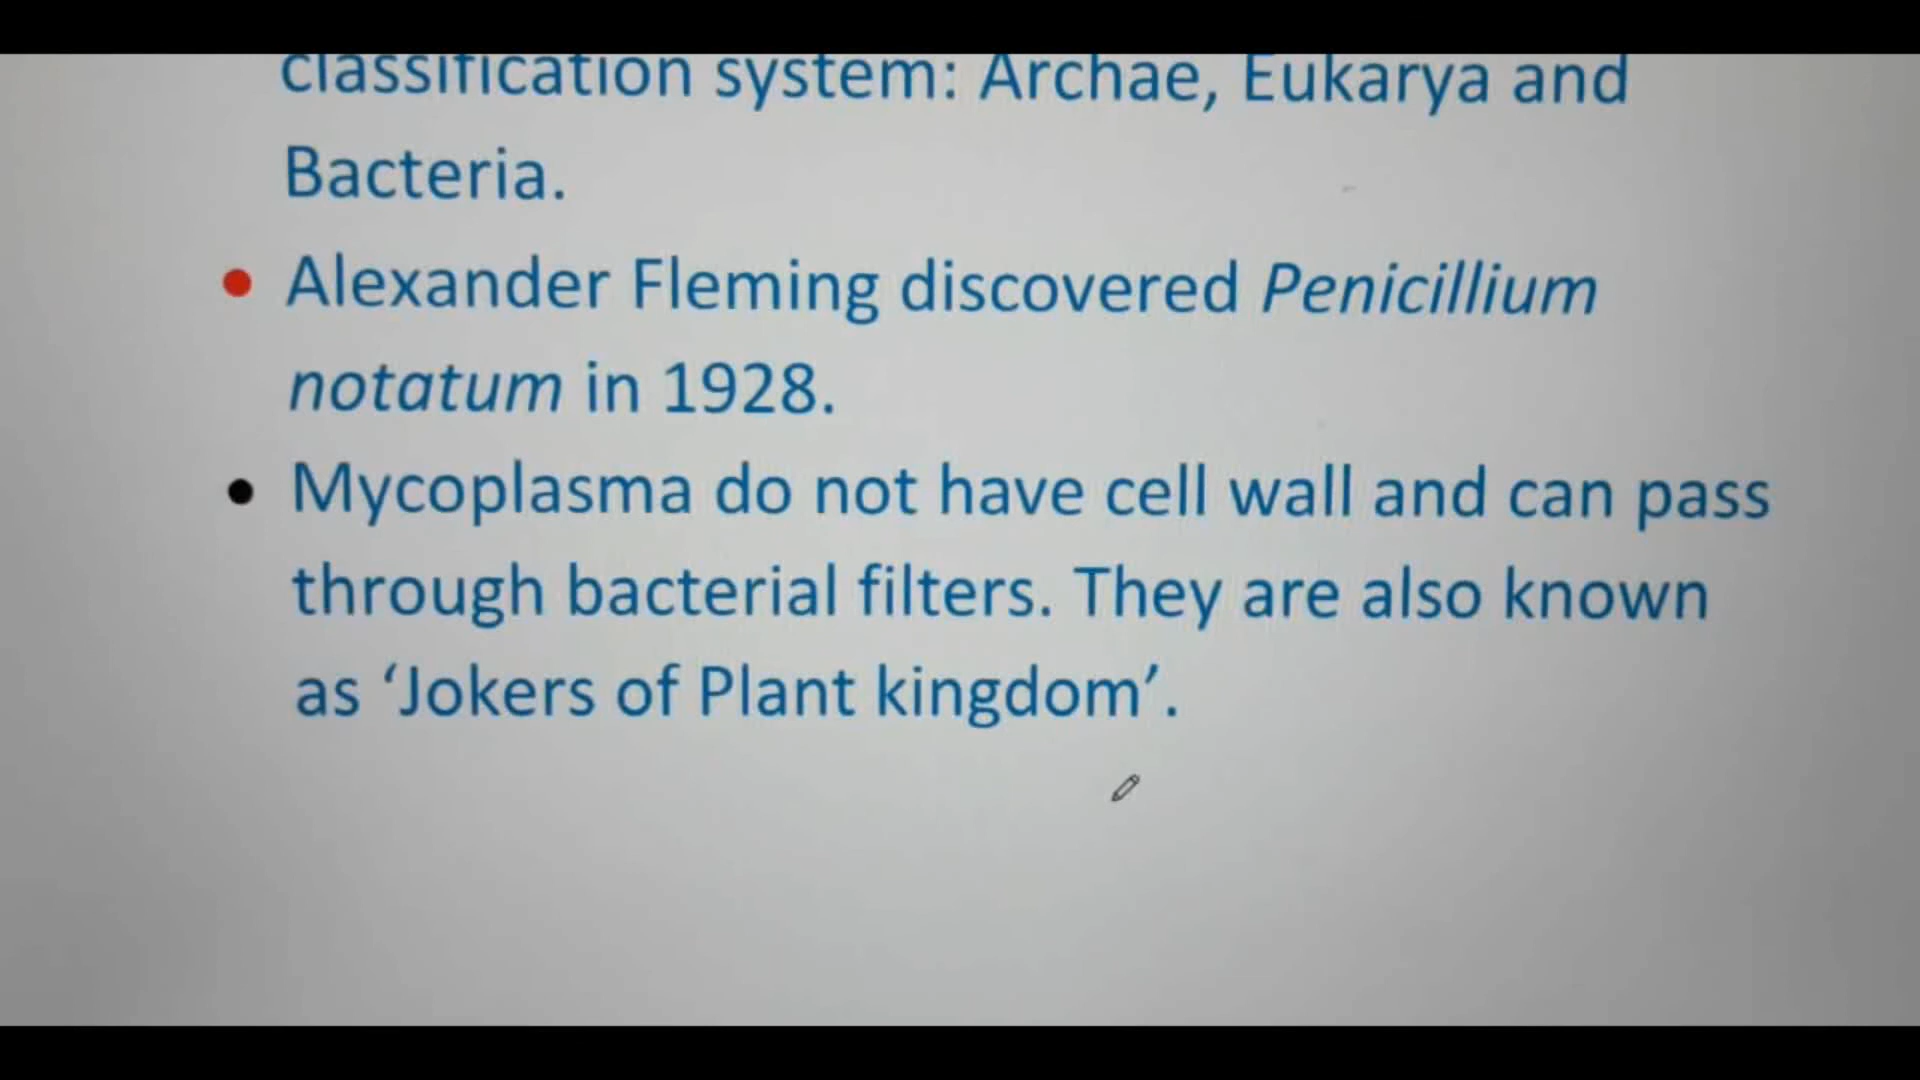 classification system: Archae, Eukarya and
Bacteria.
• Alexander Fleming discovered Penicillium
notatum in 1928.
• Mycoplasma do not have cell wall and can pass
through bacterial filters. They are also known
as ‘Jokers of Plant kingdom’.